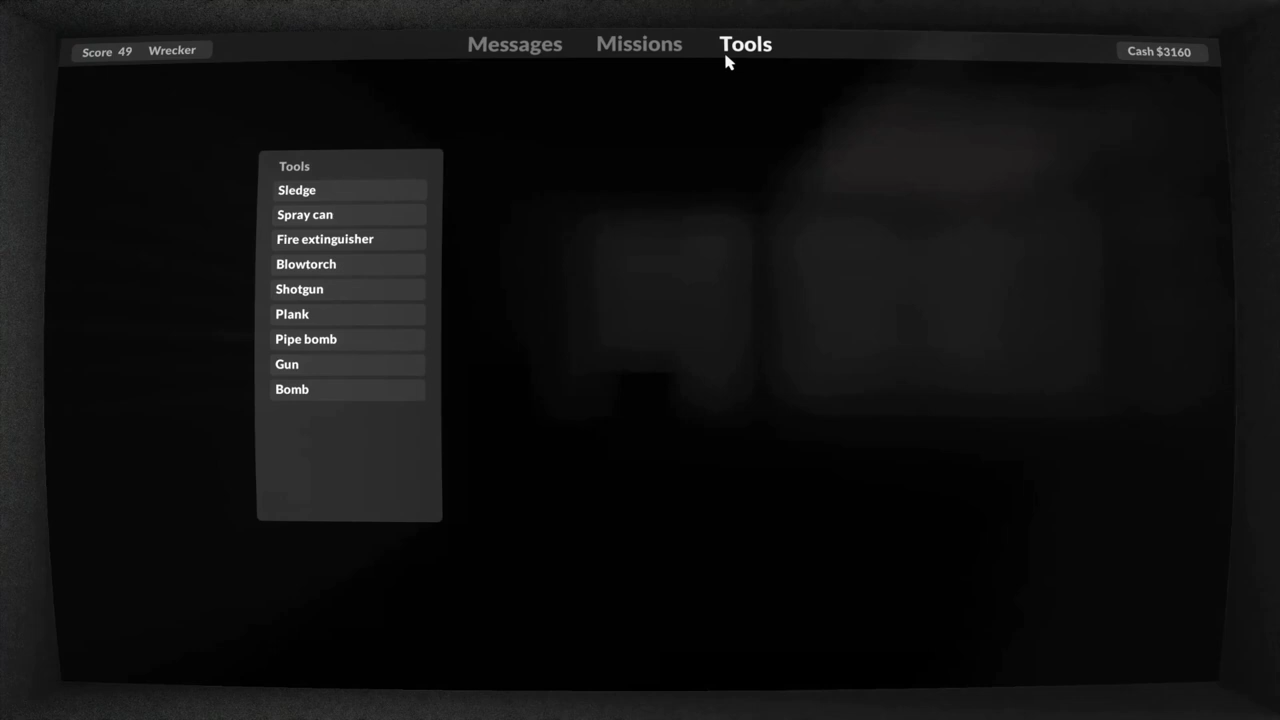 Score 49 Wrecker
Messages Missions Tools
Cash $3160
Tools
Sledge
Spray can
Fire extinguisher
Blowtorch
Shotgun
Plank
Pipe bomb
Gun
Bomb